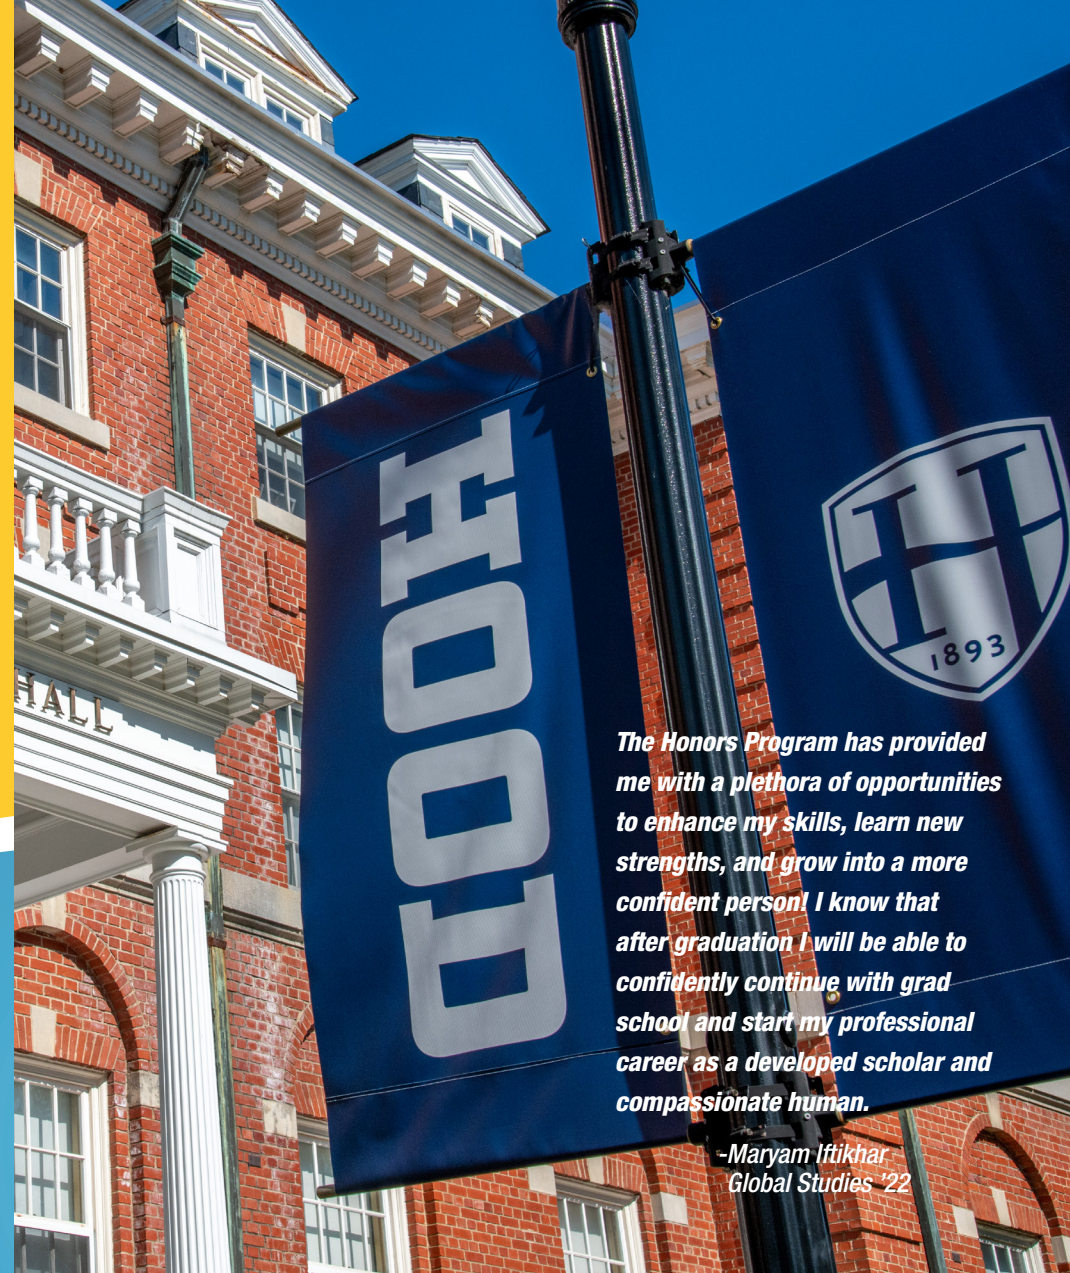 HALL
HOOD
H
1893
The Honors Program has provided
me with a plethora of opportunities
to enhance my skills, learn new
strengths, and grow into a more
confident person! I know that
after graduation I will be able to
confidently continue with grad
school and start my professional
career as a developed scholar and
compassionate human.
-Maryam Iftikhar
Global Studies ’22